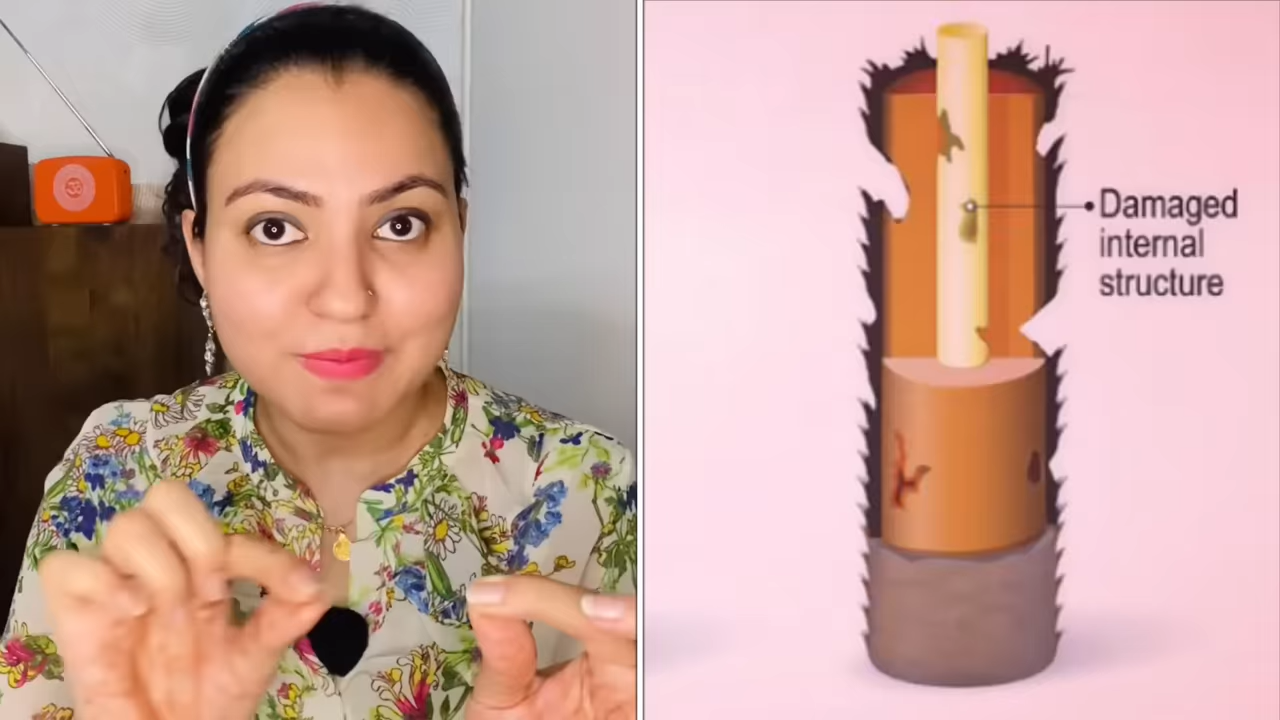 Damaged
internal
structure
ॐ